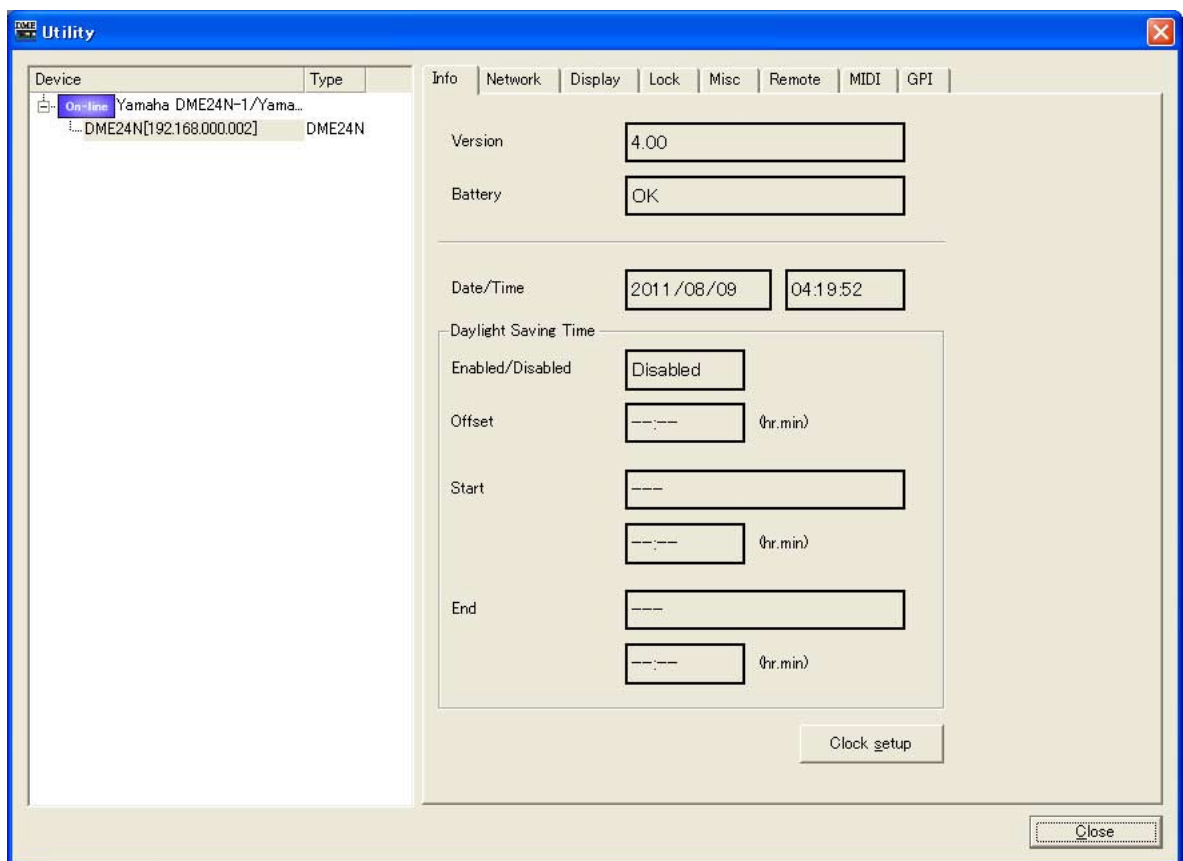 DME Utility
Device Type
On-line Yamaha DME24N-1/Yama...
DME24N[192.168.000.002] DME24N
Info Network Display Lock Misc Remote MIDI GPI
Version 4.00
Battery OK
Date/Time 2011/08/09 04:19:52
Daylight Saving Time
Enabled/Disabled Disabled
Offset --:-- (hr.min)
Start ---
--:-- (hr.min)
End ---
--:-- (hr.min)
Clock setup
Close